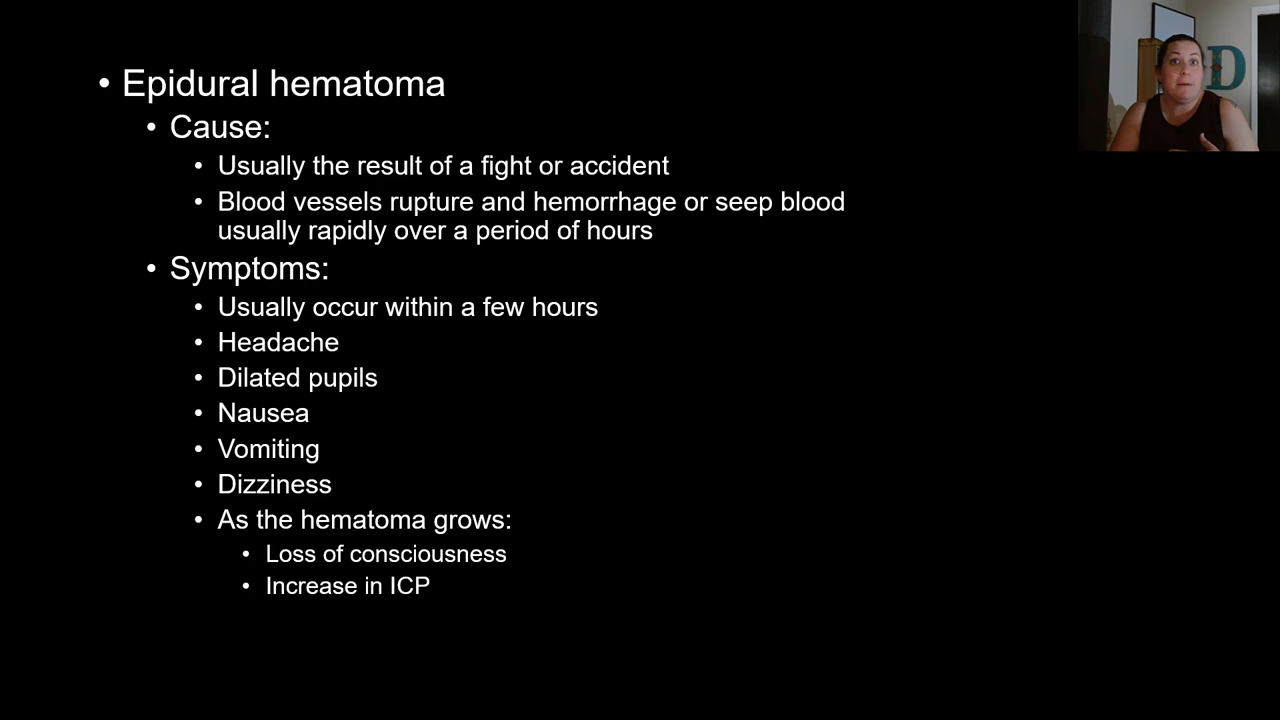 • Epidural hematoma
• Cause:
• Usually the result of a fight or accident
• Blood vessels rupture and hemorrhage or seep blood
usually rapidly over a period of hours
• Symptoms:
• Usually occur within a few hours
• Headache
• Dilated pupils
• Nausea
• Vomiting
• Dizziness
• As the hematoma grows:
• Loss of consciousness
• Increase in ICP
D